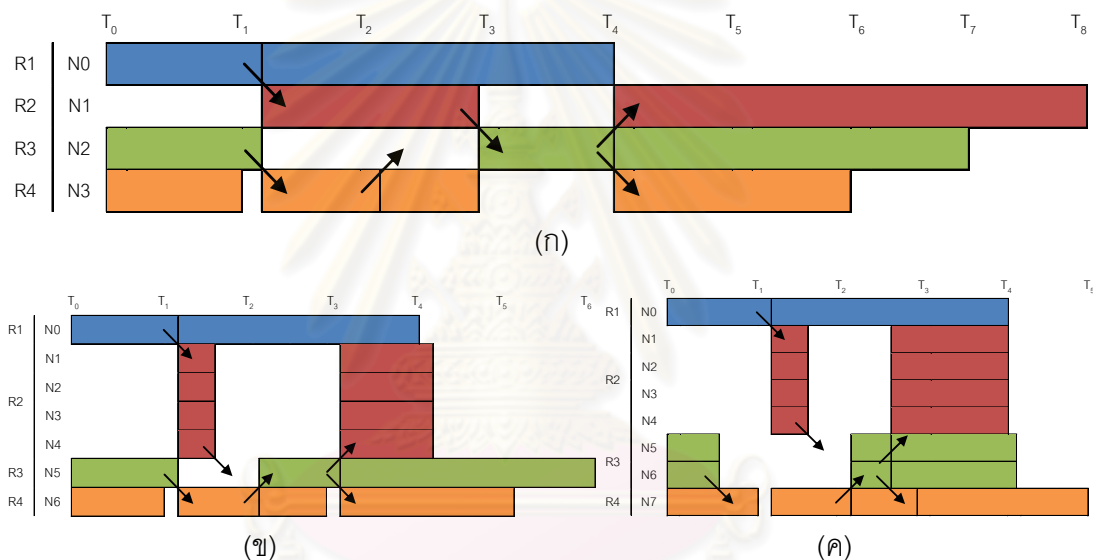 T0 T1 T2 T3 T4 T5 T6 T7 T8
R1 N0
R2 N1
R3 N2
R4 N3
(ก)
T0 T1 T2 T3 T4 T5 T6
R1 N0
N1
N2
R2
N3
N4
R3 N5
R4 N6
(ข)
T0 T1 T2 T3 T4 T5
R1 N0
N1
N2
R2
N3
N4
N5
R3
N6
R4 N7
(ค)